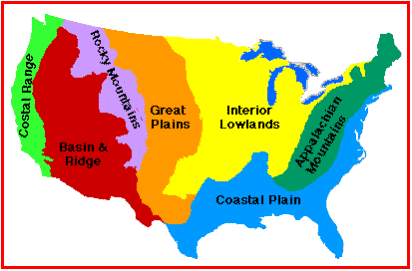 Costal Range
Rocky Mountains
Great
Plains
Interior
Lowlands
Appalachian
Mountains
Basin &
Ridge
Coastal Plain